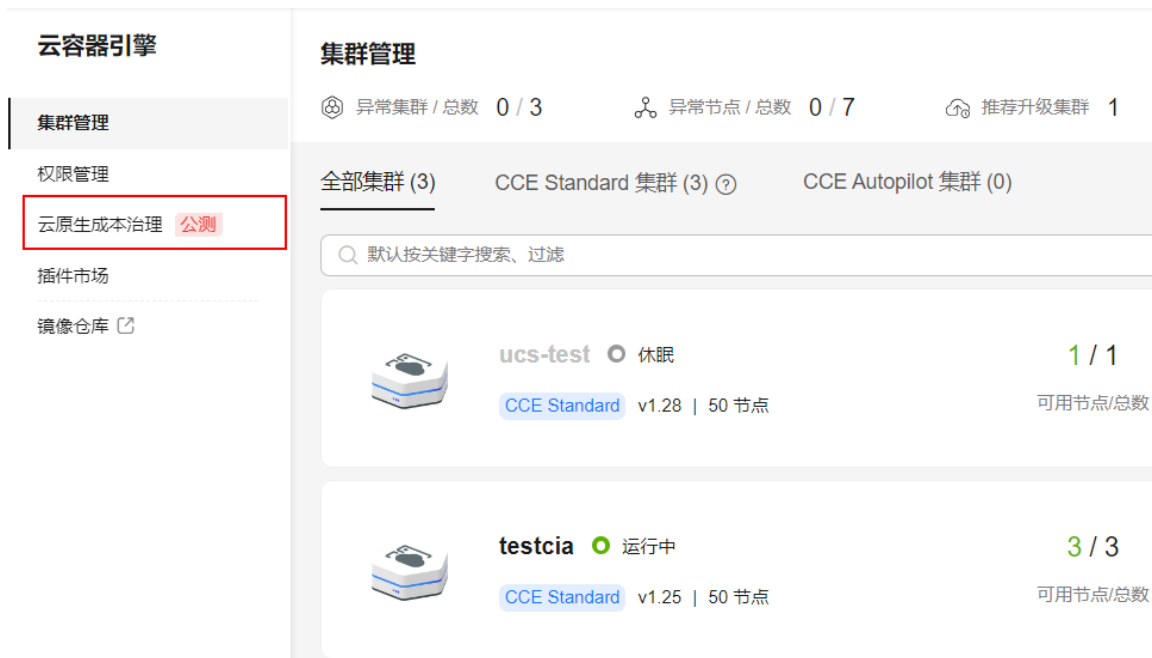 云容器引擎
集群管理
权限管理
云原生成本治理 公测
插件市场
镜像仓库
集群管理
异常集群 / 总数 0 / 3 异常节点 / 总数 0 / 7 推荐升级集群 1
全部集群 (3) CCE Standard 集群 (3) ? CCE Autopilot 集群 (0)
默认按关键字搜索、过滤
ucs-test 休眠 1 / 1
CCE Standard v1.28 | 50 节点 可用节点/总数
testcia 运行中 3 / 3
CCE Standard v1.25 | 50 节点 可用节点/总数